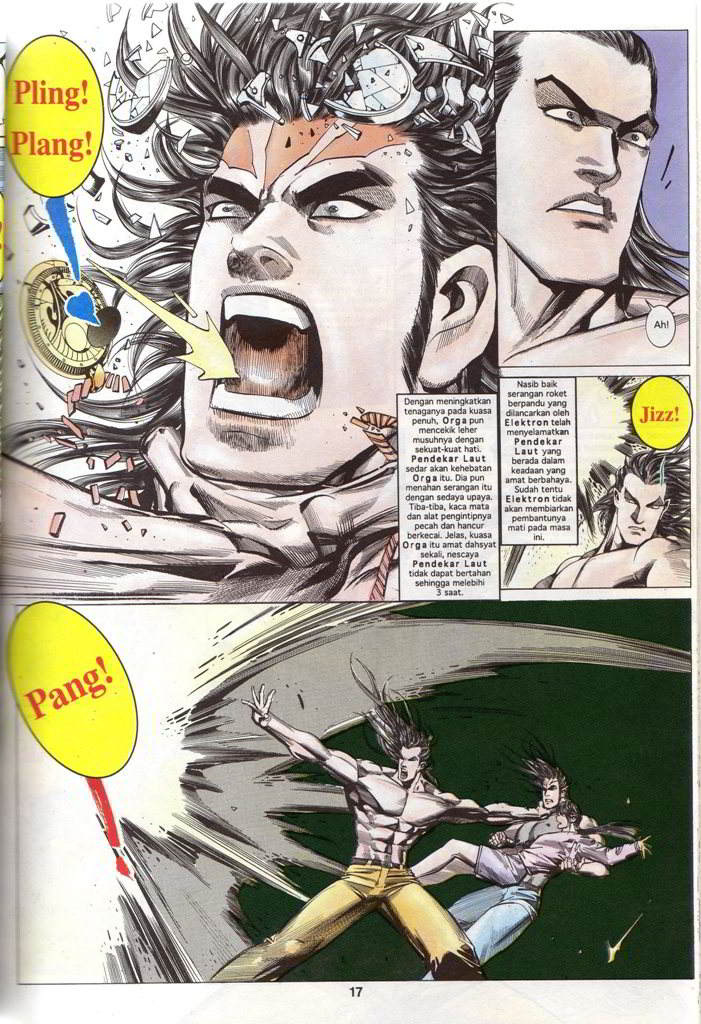 Pling!
Plang!
Ah!
Dengan meningkatkan
tenaganya pada kuasa
penuh, Orga pun
mencekik leher
musuhnya dengan
sekuat-kuat hati.
Pendekar Laut
sedar akan kehebatan
Orga itu. Dia pun
menahan serangan itu
dengan sedaya upaya.
Tiba-tiba, kaca mata
dan alat pengintipnya
pecah dan hancur
berkecai. Jelas, kuasa
Orga itu amat dahsyat
sekali, nescaya
Pendekar Laut
tidak dapat bertahan
sehingga melebihi
3 saat.
Nasib baik
serangan roket
berpandu yang
dilancarkan oleh
Elektron telah
menyelamatkan
Pendekar
Laut yang
berada dalam
keadaan yang
amat berbahaya.
Sudah tentu
Elektron tidak
akan membiarkan
pembantunya
mati pada masa
ini.
Jizz!
Pang!
17